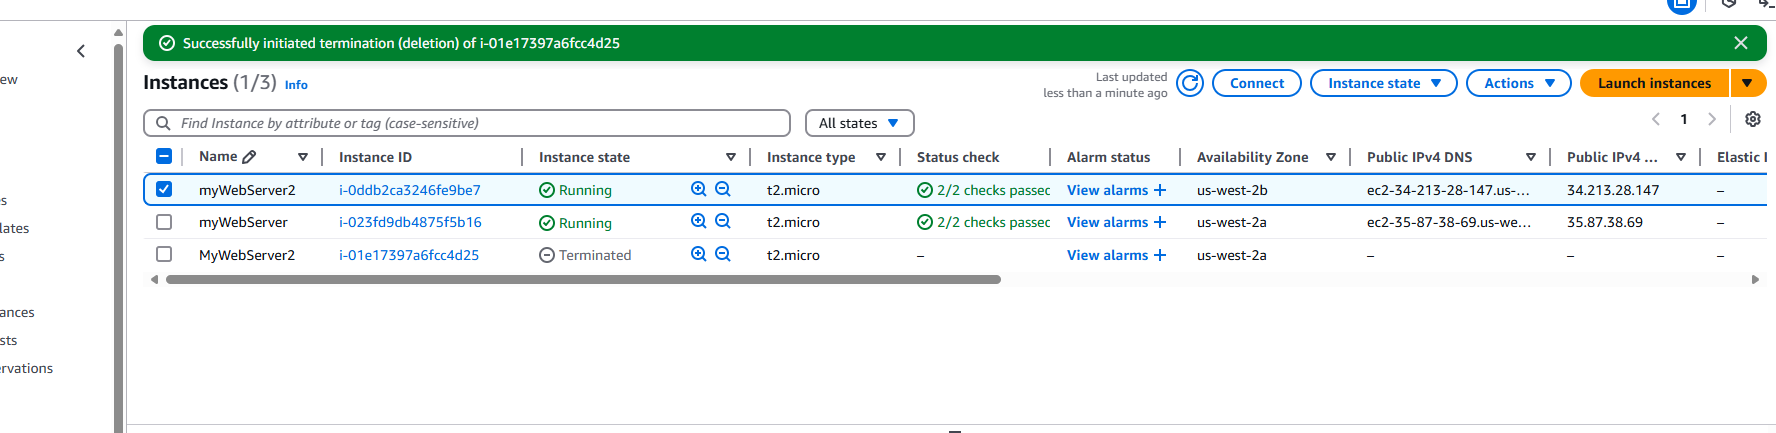 Successfully initiated termination (deletion) of i-01e17397a6fcc4d25
ew
Instances (1/3) Info
Last updated
less than a minute ago
Connect
Instance state
Actions
Launch instances
Find Instance by attribute or tag (case-sensitive)
All states
1
Name Instance ID Instance state Instance type Status check Alarm status Availability Zone Public IPv4 DNS Public IPv4 ... Elastic I
myWebServer2 i-0ddb2ca3246fe9be7 Running t2.micro 2/2 checks passec View alarms + us-west-2b ec2-34-213-28-147.us-... 34.213.28.147 –
es
myWebServer i-023fd9db4875f5b16 Running t2.micro 2/2 checks passec View alarms + us-west-2a ec2-35-87-38-69.us-we... 35.87.38.69 –
lates
MyWebServer2 i-01e17397a6fcc4d25 Terminated t2.micro – View alarms + us-west-2a – – –
s
ances
sts
ervations